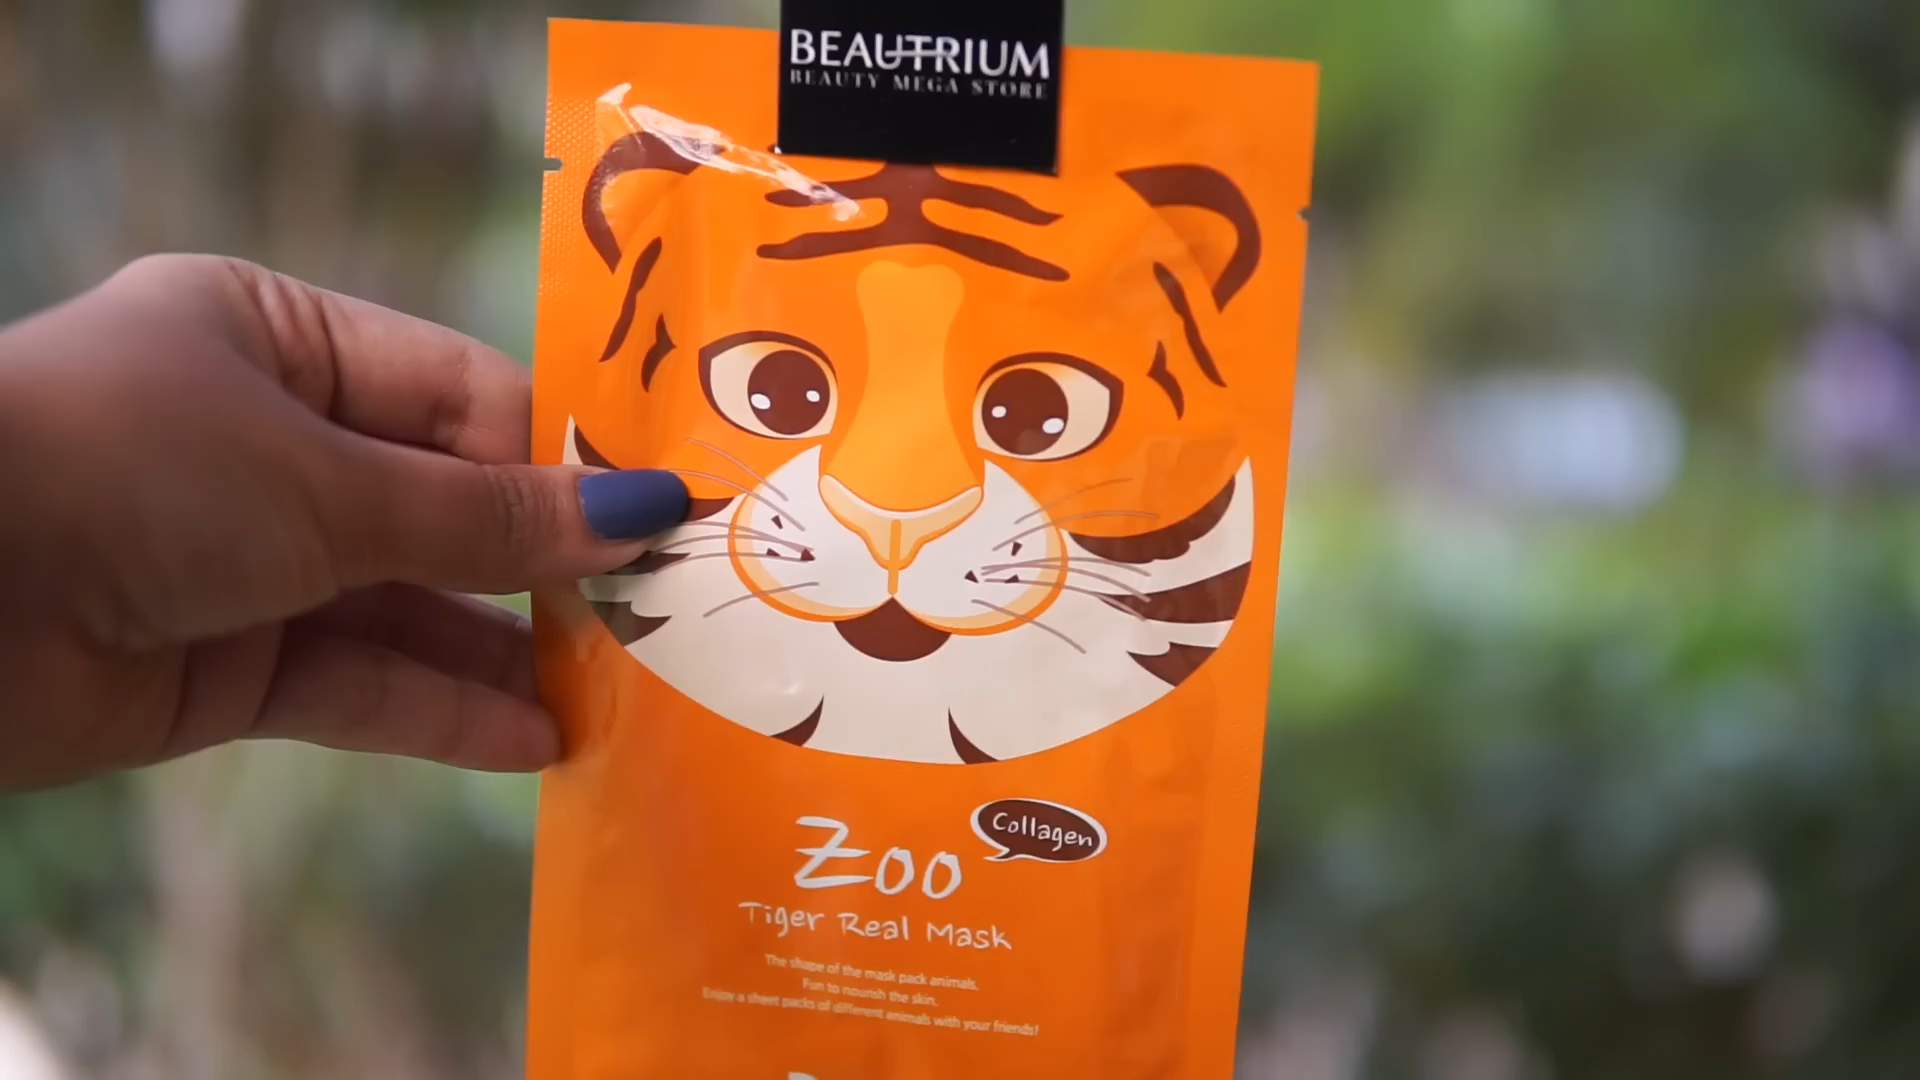 BEAUTRIUM
BEAUTY MEGA STORE
Collagen
Zoo
Tiger Real Mask
The shape of the mask pack animals.
Fun to nourish the skin.
Enjoy a sheet packs of different animals with your friends!